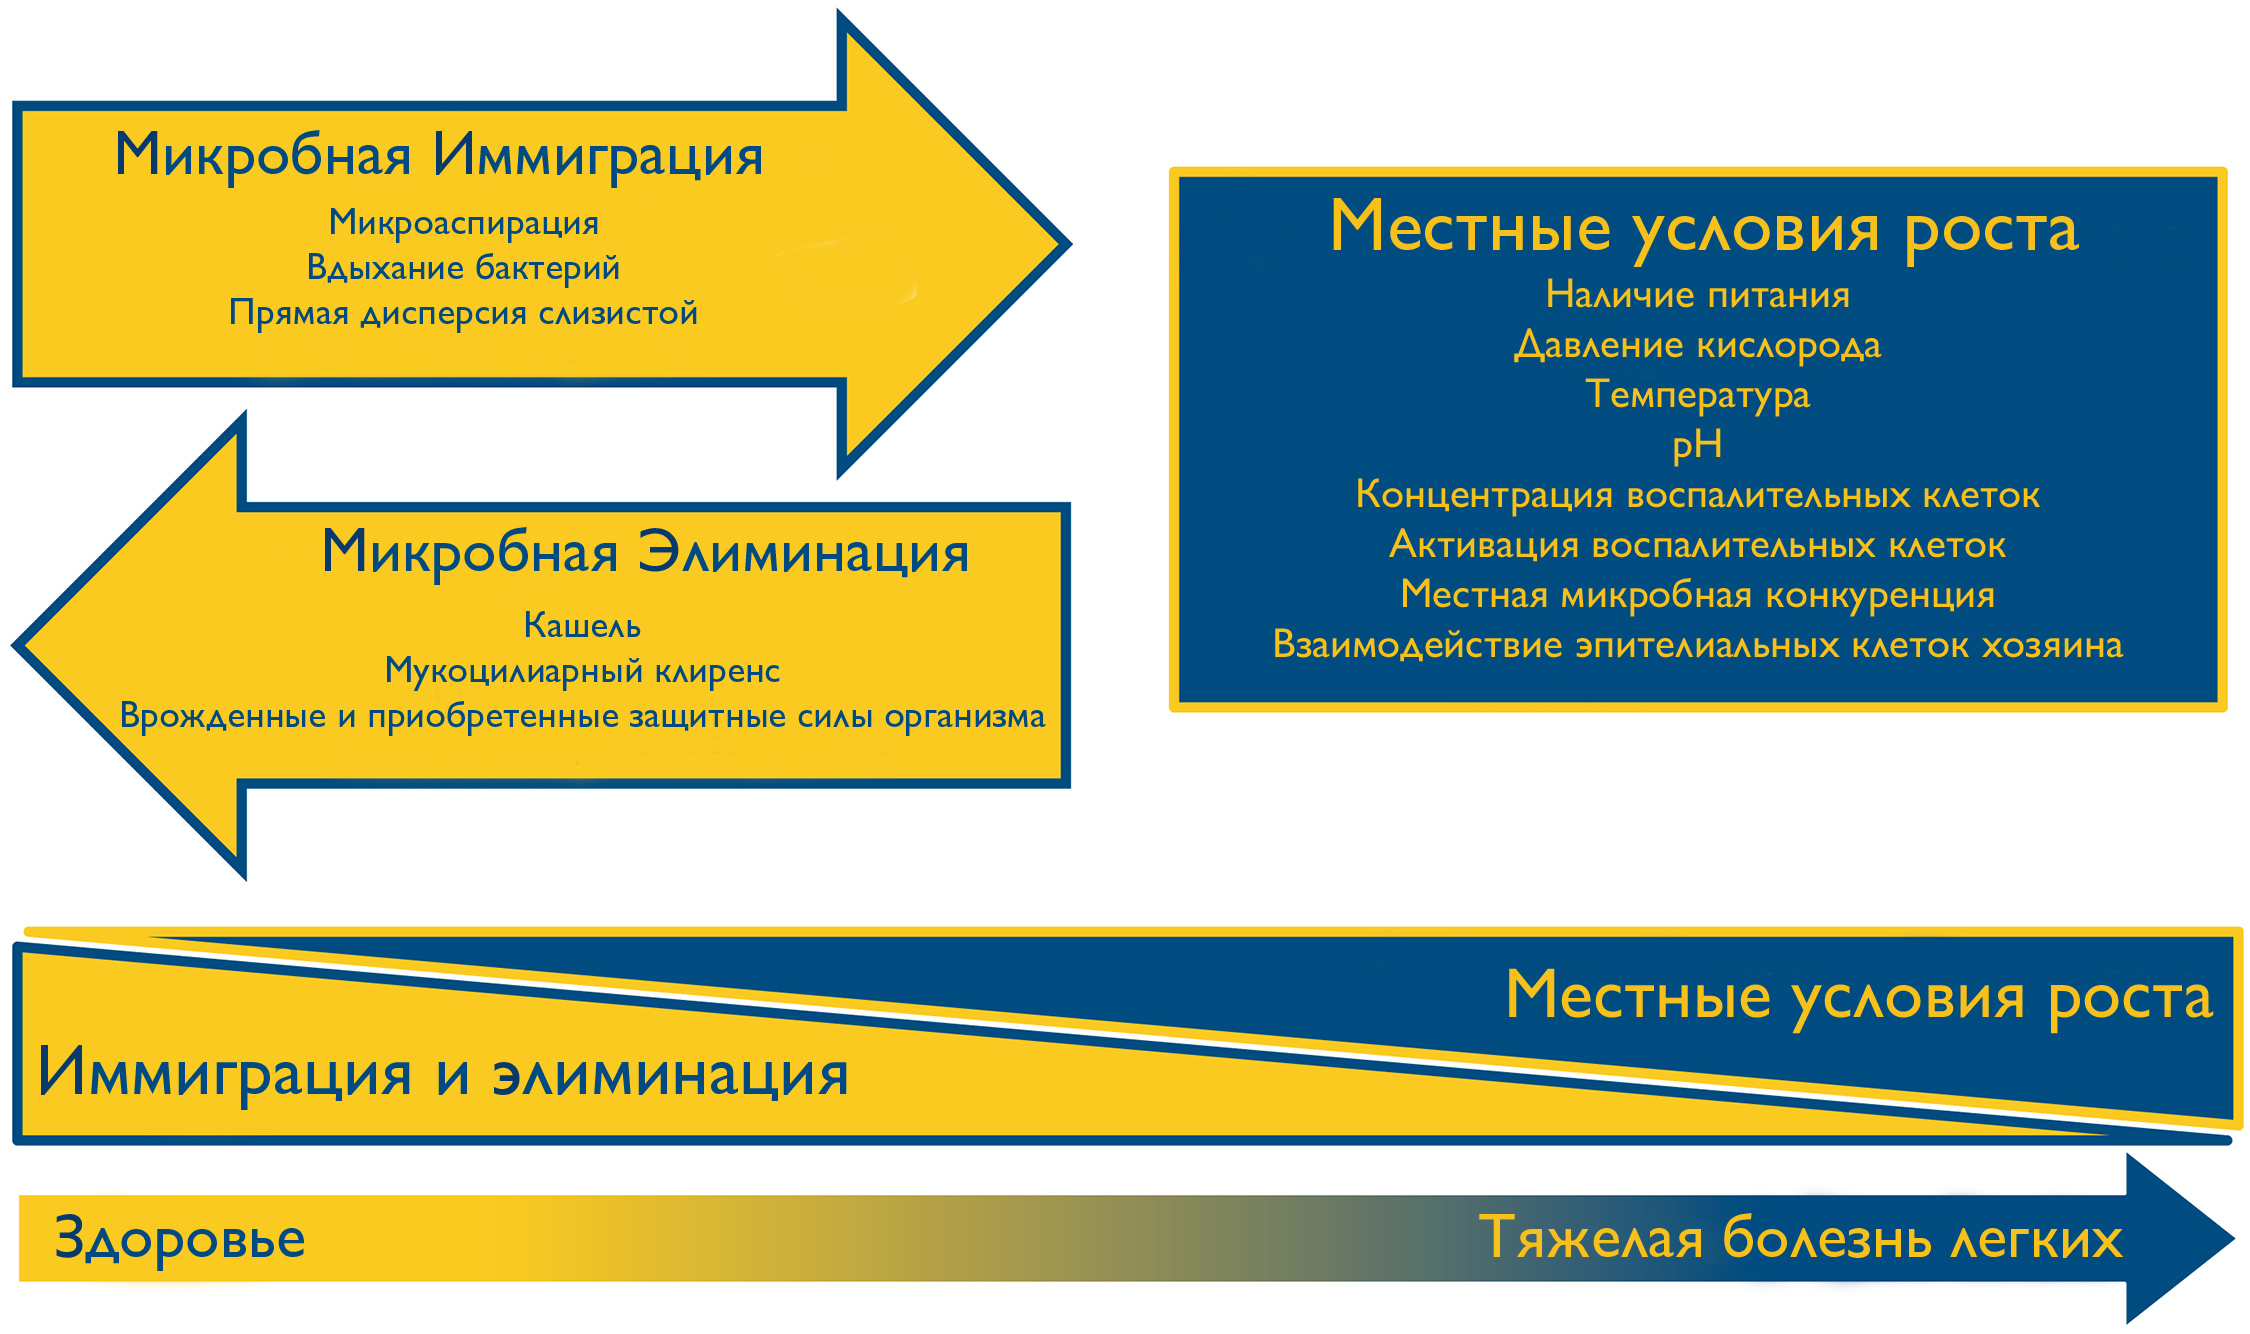 Микробная Иммиграция
Микроаспирация
Вдыхание бактерий
Прямая дисперсия слизистой
Микробная Элиминация
Кашель
Мукоцилиарный клиренс
Врожденные и приобретенные защитные силы организма
Местные условия роста
Наличие питания
Давление кислорода
Температура
pH
Концентрация воспалительных клеток
Активация воспалительных клеток
Местная микробная конкуренция
Взаимодействие эпителиальных клеток хозяина
Местные условия роста
Иммиграция и элиминация
Здоровье
Тяжелая болезнь легких